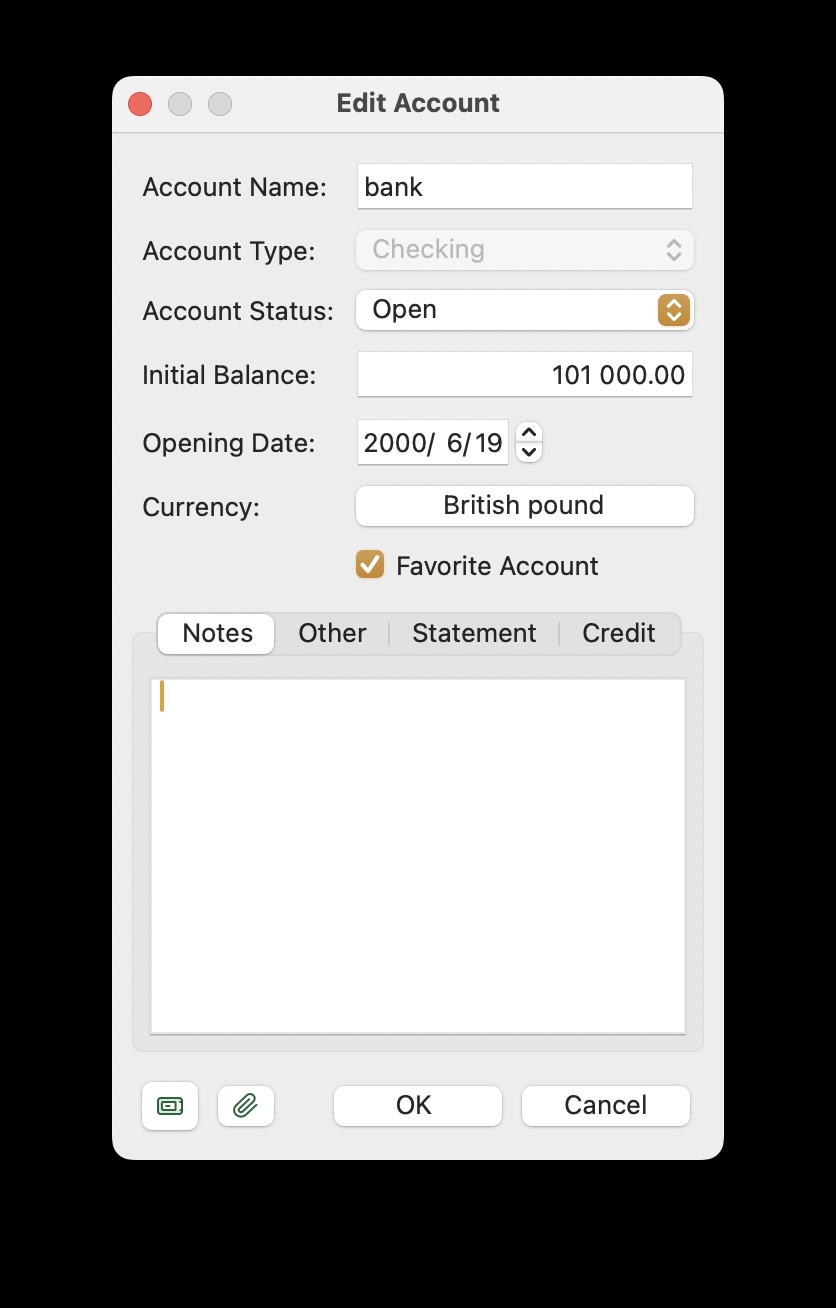 Edit Account
Account Name: bank
Account Type: Checking
Account Status: Open
Initial Balance: 101 000.00
Opening Date: 2000/ 6/19
Currency: British pound
Favorite Account
Notes Other Statement Credit
OK Cancel